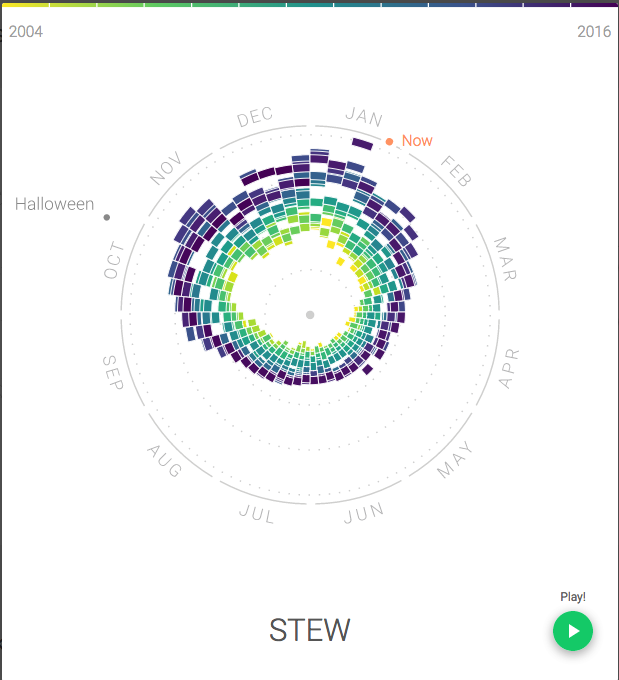 2004
2016
DEC
JAN
Now
NOV
FEB
Halloween
OCT
MAR
SEP
APR
AUG
MAY
JUL
JUN
Play!
STEW